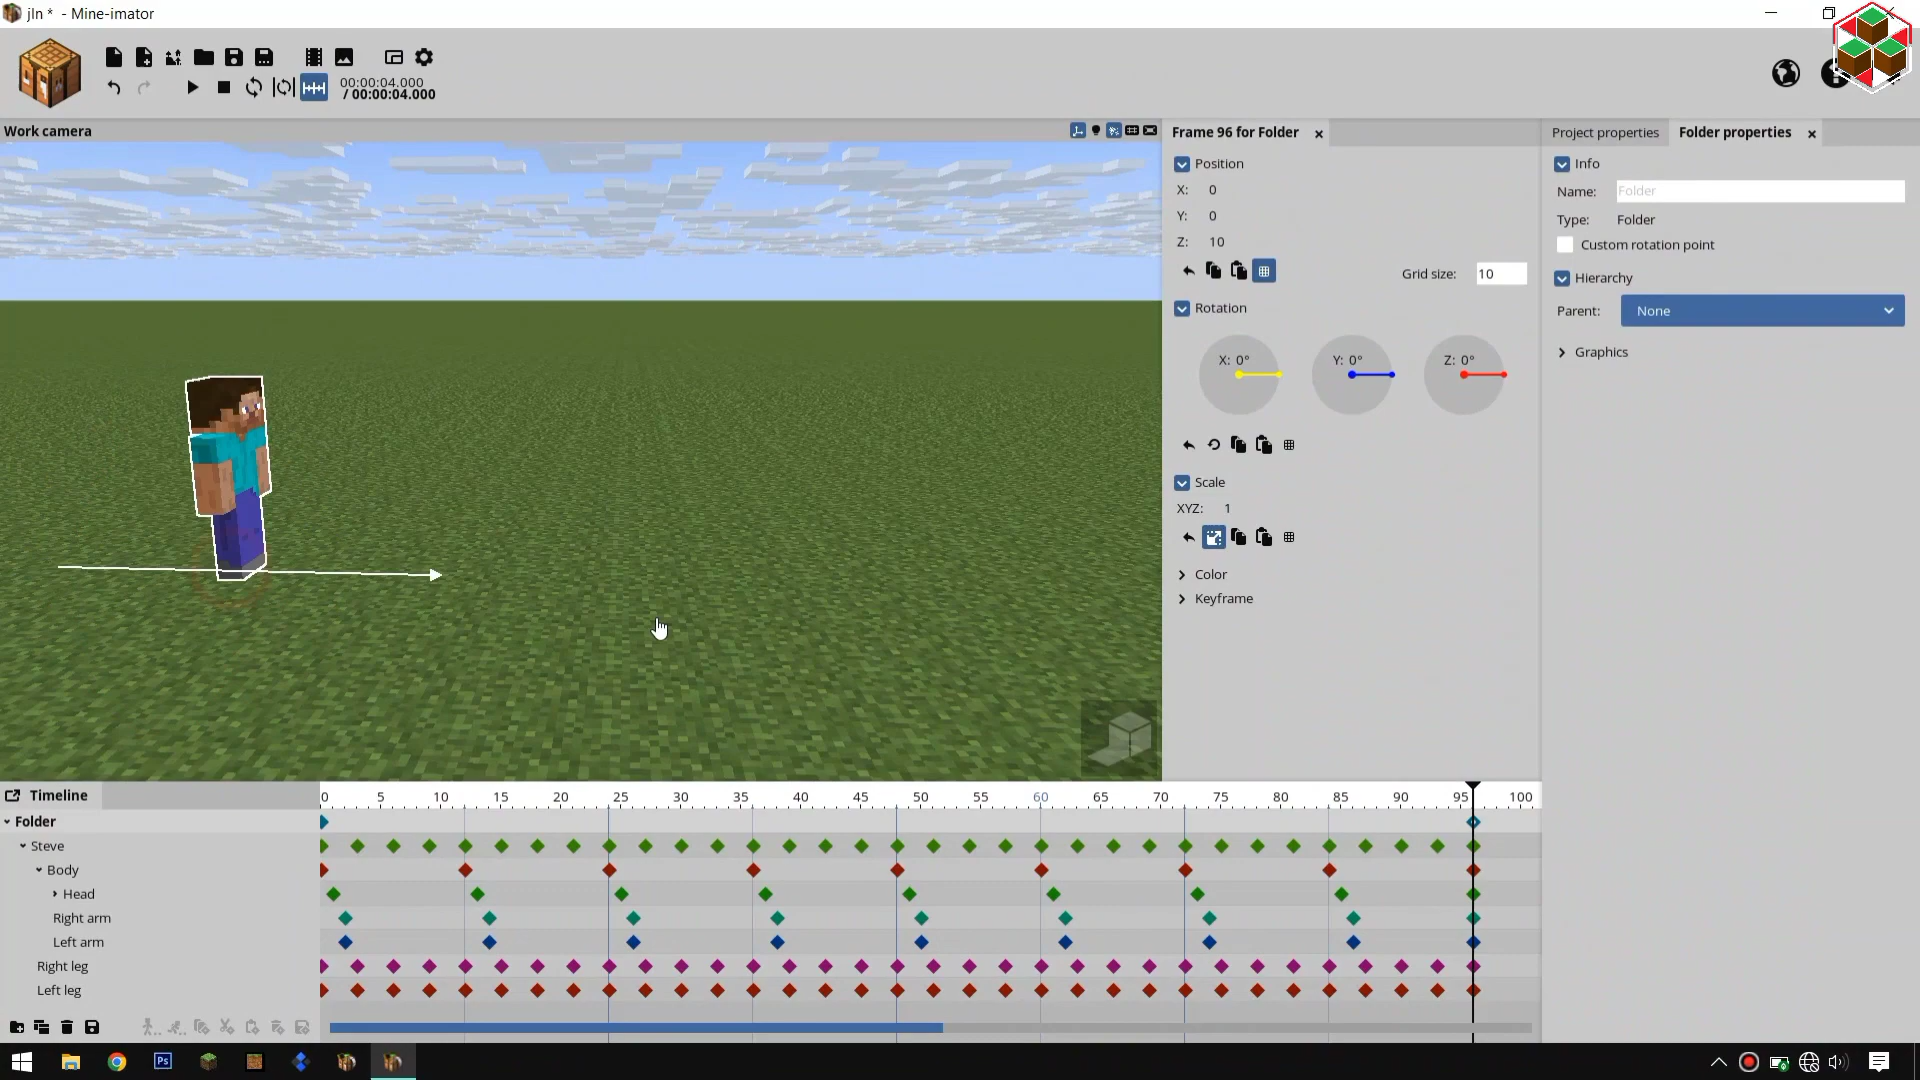 jln * - Mine-imator
00:00:04.000
/ 00:00:04.000
Work camera
Frame 96 for Folder
Position
X: 0
Y: 0
Z: 10
Grid size: 10
Rotation
X: 0°
Y: 0°
Z: 0°
Scale
XYZ: 1
Color
Keyframe
Project properties
Folder properties
Info
Name: Folder
Type: Folder
Custom rotation point
Hierarchy
Parent: None
Graphics
Timeline
0 5 10 15 20 25 30 35 40 45 50 55 60 65 70 75 80 85 90 95 100
Folder
Steve
Body
Head
Right arm
Left arm
Right leg
Left leg
Ps